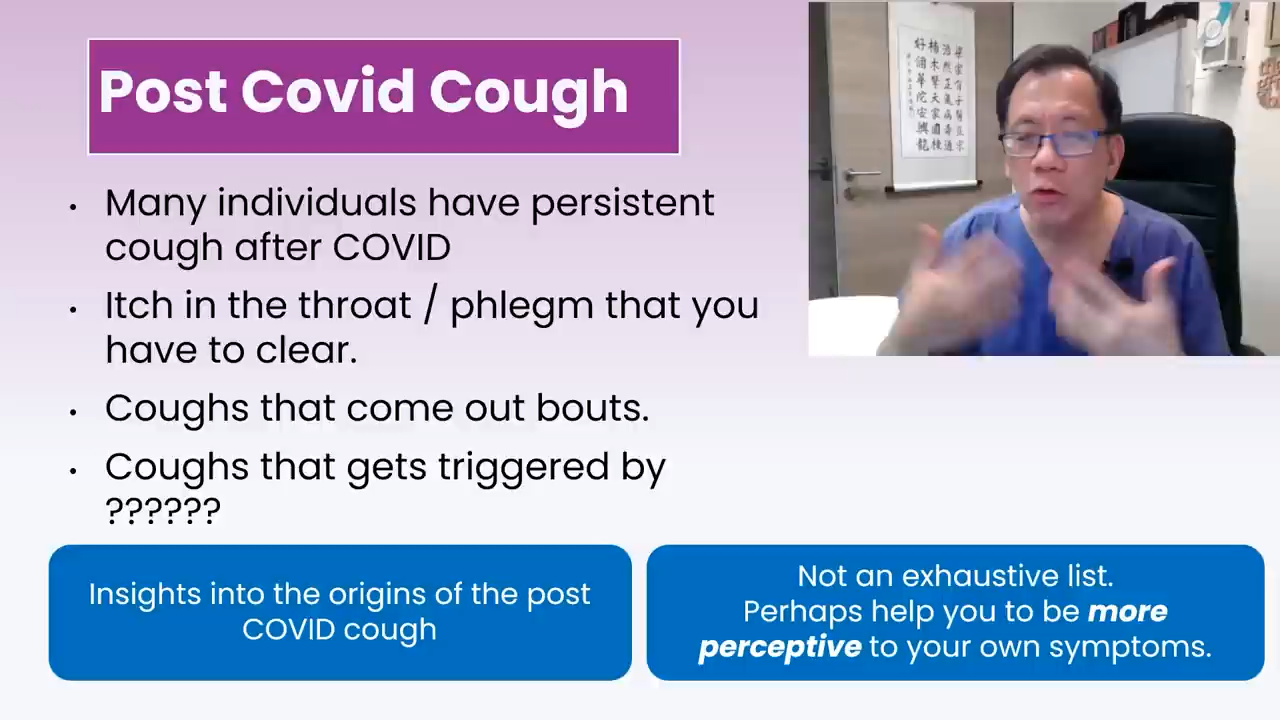 Post Covid Cough
• Many individuals have persistent
cough after COVID
• Itch in the throat / phlegm that you
have to clear.
• Coughs that come out bouts.
• Coughs that gets triggered by
??????
Insights into the origins of the post
COVID cough
Not an exhaustive list.
Perhaps help you to be more
perceptive to your own symptoms.